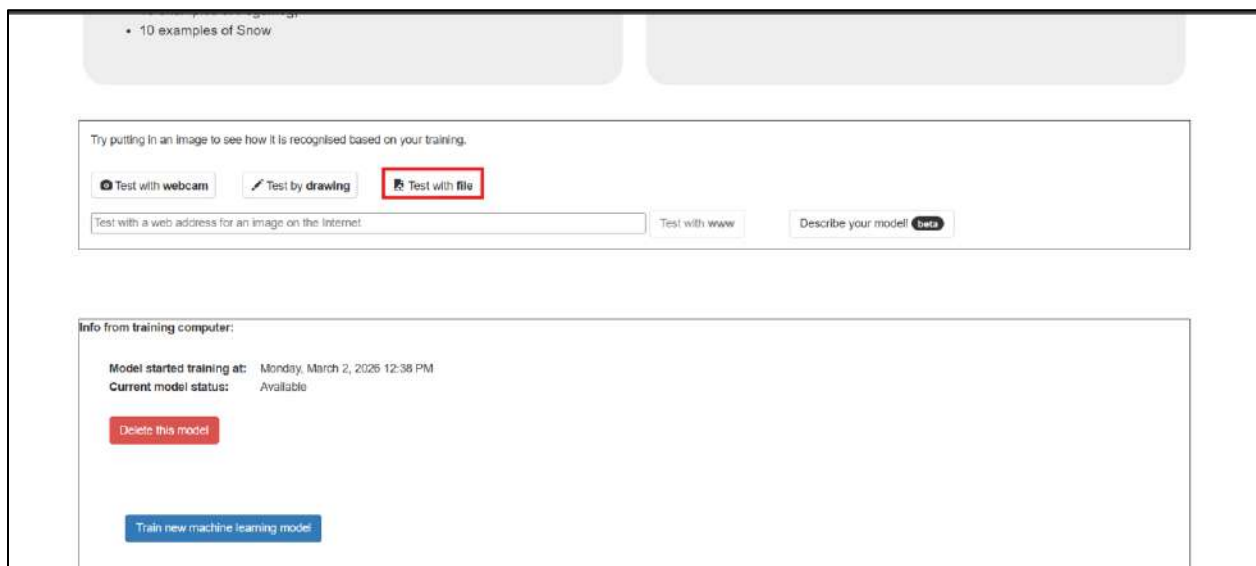 • 10 examples of Snow
Try putting in an image to see how it is recognised based on your training.
Test with webcam
Test by drawing
Test with file
Test with a web address for an image on the Internet
Test with www
Describe your model! beta
Info from training computer:
Model started training at: Monday, March 2, 2026 12:38 PM
Current model status: Available
Delete this model
Train new machine learning model